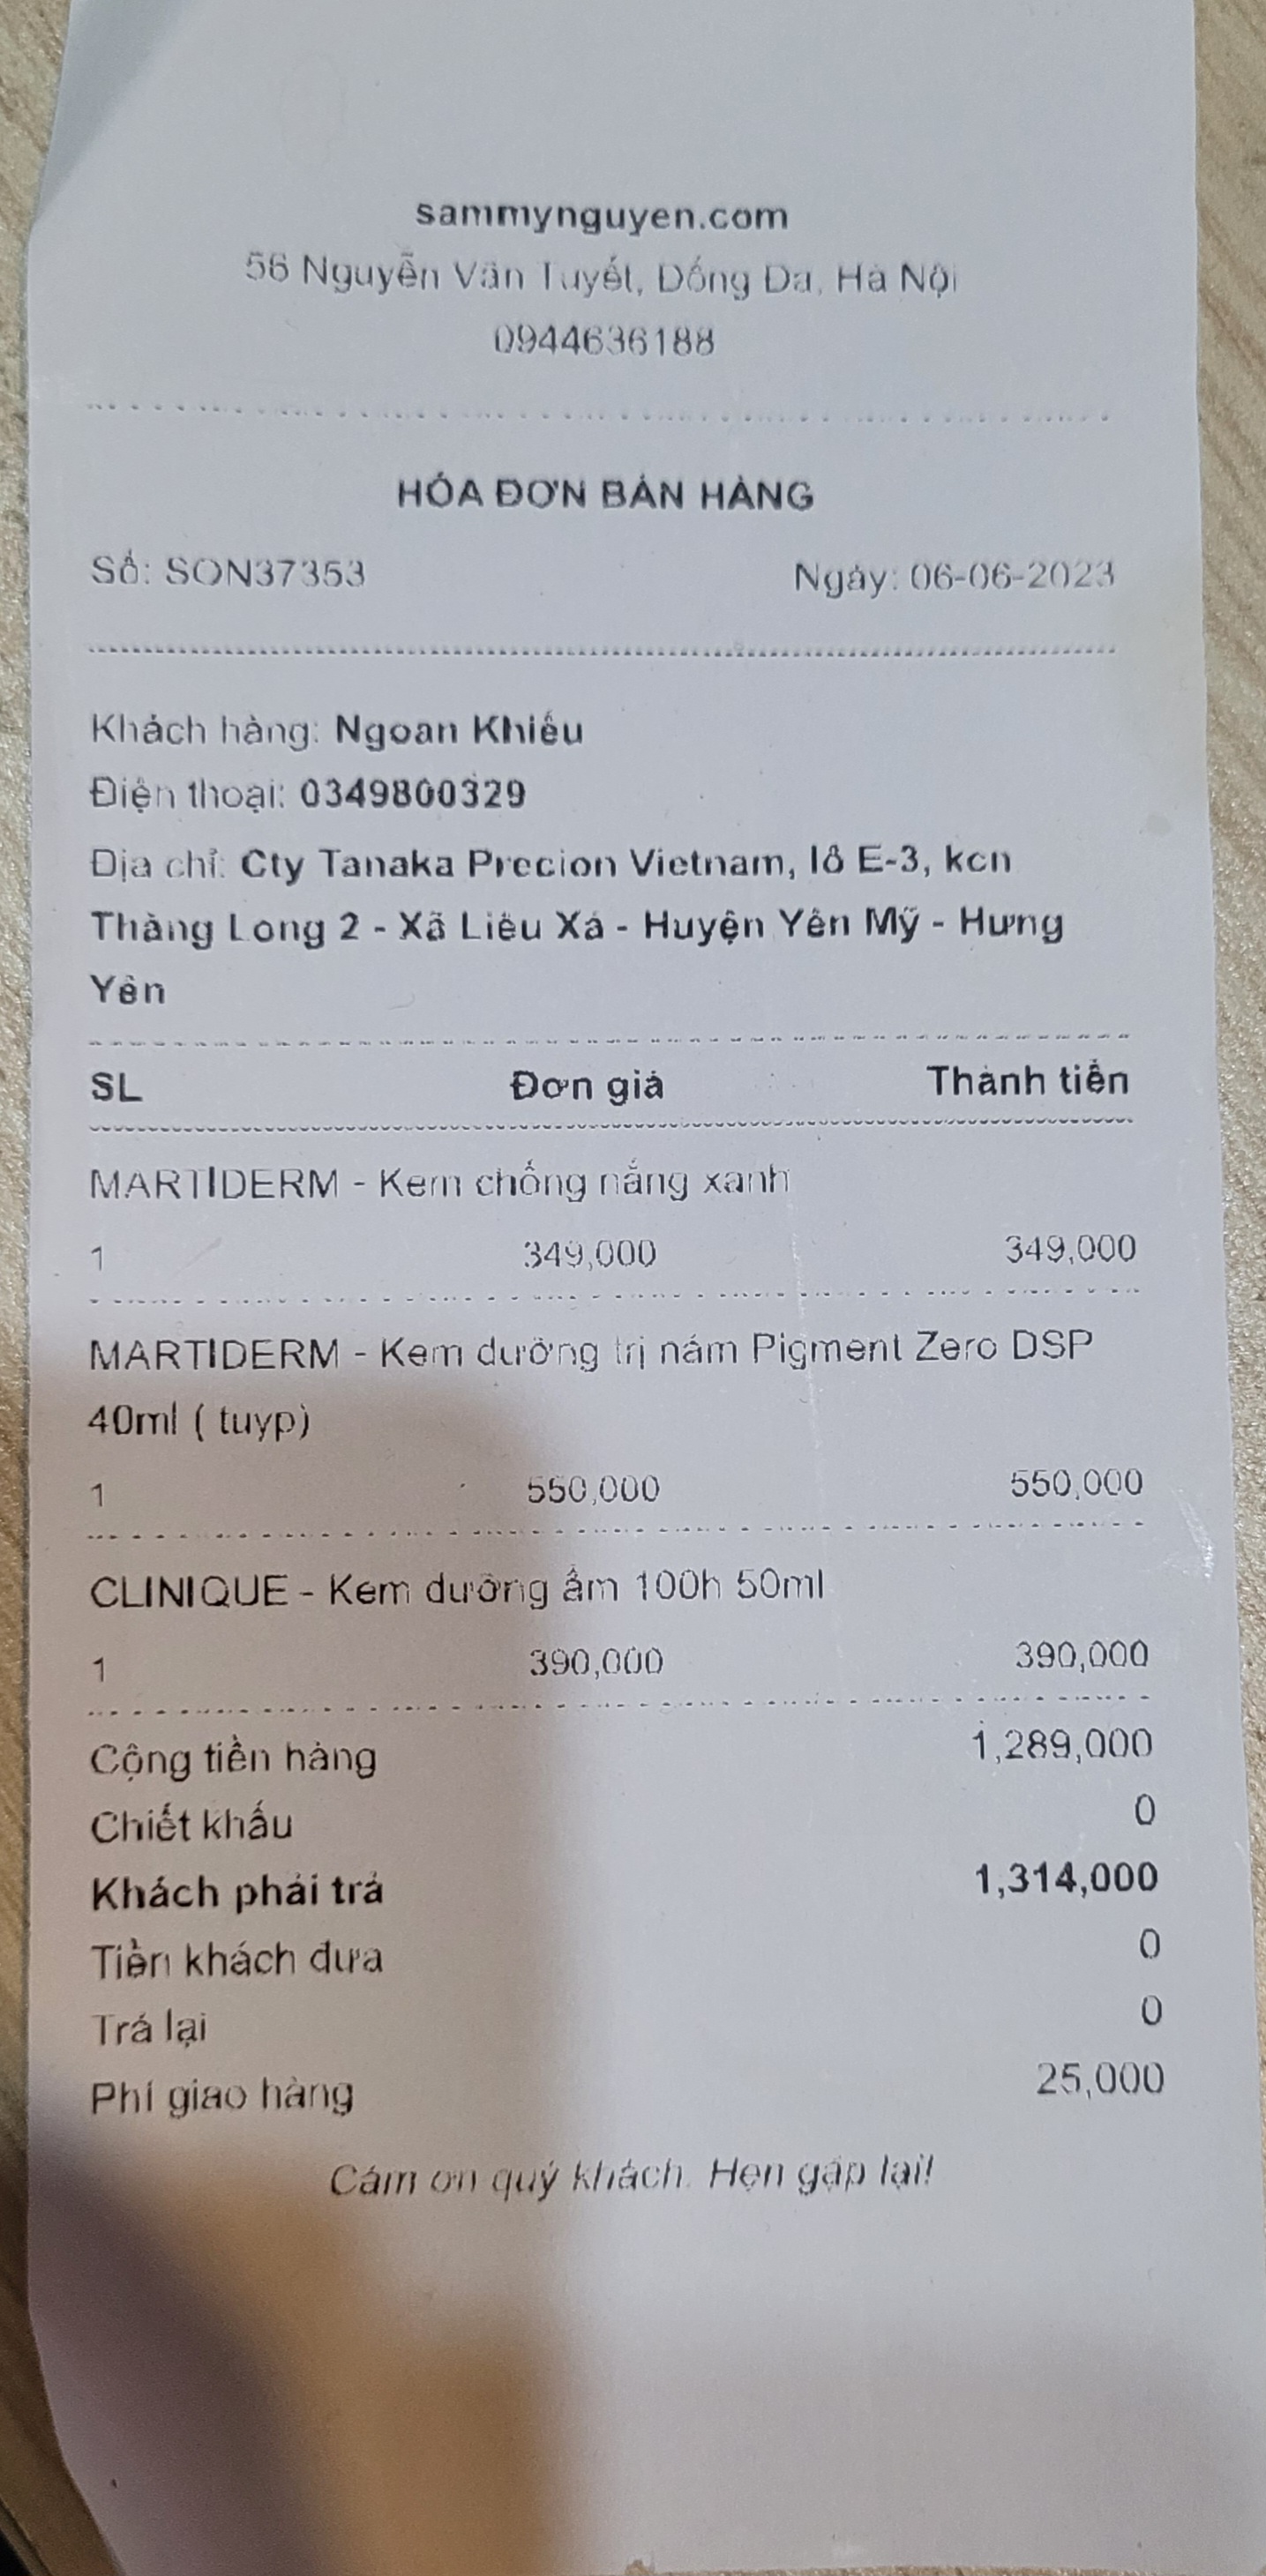 sammynguyen.com
56 Nguyễn Văn Tuyết, Đống Đa, Hà Nội
0944636188
HÓA ĐƠN BÁN HÀNG
Số: SON37353 Ngày: 06-06-2023
Khách hàng: Ngoan Khiếu
Điện thoại: 0349800329
Địa chỉ: Cty Tanaka Precion Vietnam, lô E-3, kcn
Thăng Long 2 - Xã Liêu Xá - Huyện Yên Mỹ - Hưng
Yên
SL Đơn giá Thành tiền
MARTIDERM - Kem chống nắng xanh
1 349,000 349,000
MARTIDERM - Kem dưỡng trị nám Pigment Zero DSP
40ml ( tuyp)
1 550,000 550,000
CLINIQUE - Kem dưỡng ẩm 100h 50ml
1 390,000 390,000
Cộng tiền hàng 1,289,000
Chiết khấu 0
Khách phải trả 1,314,000
Tiền khách đưa 0
Trả lại 0
Phí giao hàng 25,000
Cám ơn quý khách. Hẹn gặp lại!